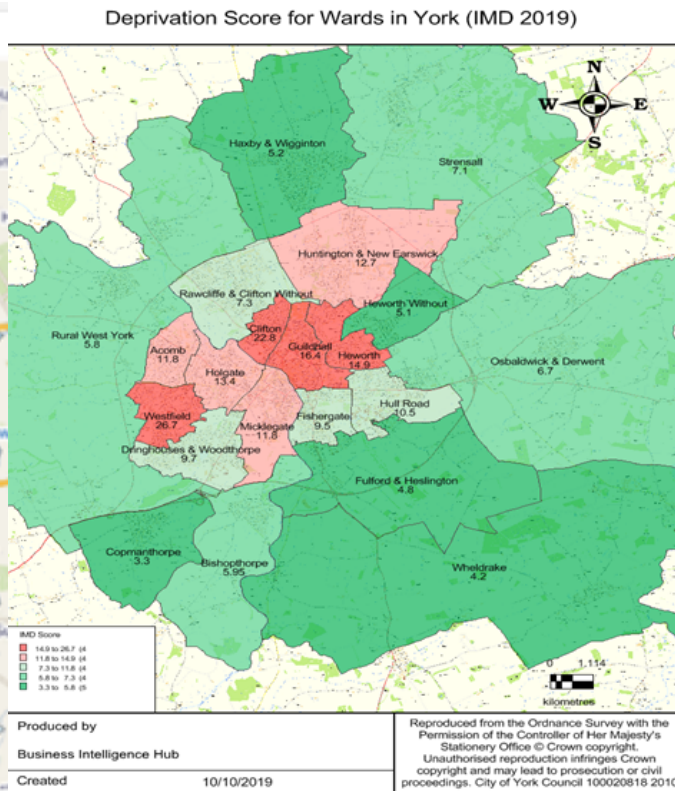 Deprivation Score for Wards in York (IMD 2019)
N
W E
S
Haxby & Wigginton
5.2
Strensall
7.1
Huntington & New Earswick
12.7
Rawcliffe & Clifton Without
7.3
Heworth Without
5.1
Rural West York
5.8
Clifton
22.8
Acomb
11.8
Guildhall
16.4
Heworth
14.9
Osbaldwick & Derwent
6.7
Holgate
13.4
Westfield
26.7
Micklegate
11.8
Fishergate
9.5
Hull Road
10.5
Dringhouses & Woodthorpe
9.7
Fulford & Heslington
4.8
Copmanthorpe
3.3
Bishopthorpe
5.95
Wheldrake
4.2
IMD Score
14.9 to 26.7 (4
11.8 to 14.9 (4
7.3 to 11.8 (4
5.8 to 7.3 (4
3.3 to 5.8 (5
0 1.114
kilometres
Produced by
Business Intelligence Hub
Created 10/10/2019
Reproduced from the Ordnance Survey with the
Permission of the Controller of Her Majesty's
Stationery Office © Crown copyright.
Unauthorised reproduction infringes Crown
copyright and may lead to prosecution or civil
proceedings. City of York Council 100020818 2010